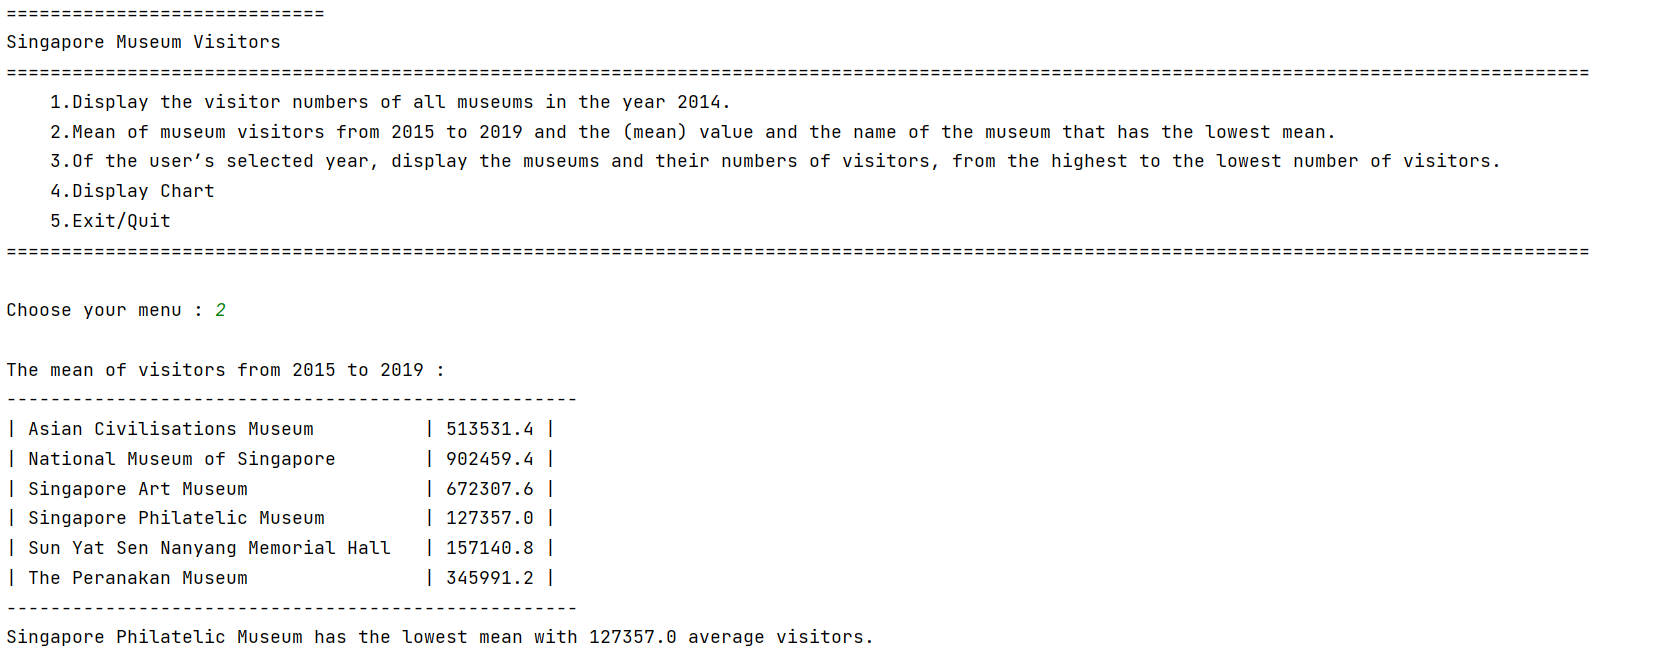 =============================
Singapore Museum Visitors
================================================================================================================================================
    1.Display the visitor numbers of all museums in the year 2014.
    2.Mean of museum visitors from 2015 to 2019 and the (mean) value and the name of the museum that has the lowest mean.
    3.Of the user’s selected year, display the museums and their numbers of visitors, from the highest to the lowest number of visitors.
    4.Display Chart
    5.Exit/Quit
================================================================================================================================================
Choose your menu : 2
The mean of visitors from 2015 to 2019 :
----------------------------------------------------
| Asian Civilisations Museum          | 513531.4 |
| National Museum of Singapore        | 902459.4 |
| Singapore Art Museum                | 672307.6 |
| Singapore Philatelic Museum         | 127357.0 |
| Sun Yat Sen Nanyang Memorial Hall   | 157140.8 |
| The Peranakan Museum                | 345991.2 |
----------------------------------------------------
Singapore Philatelic Museum has the lowest mean with 127357.0 average visitors.